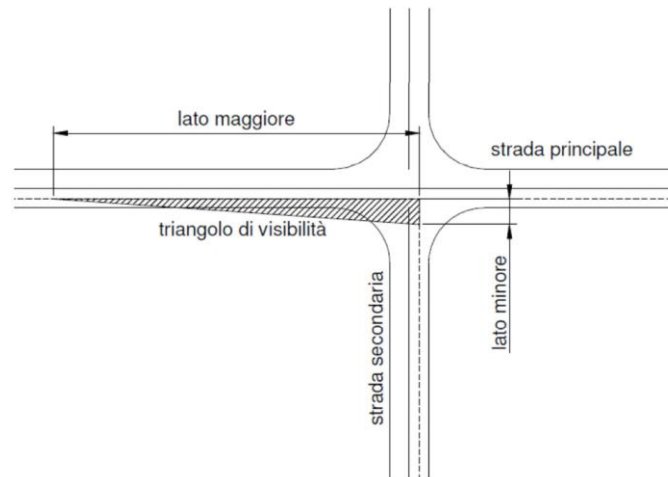 lato maggiore
strada principale
triangolo di visibilità
strada secondaria
lato minore